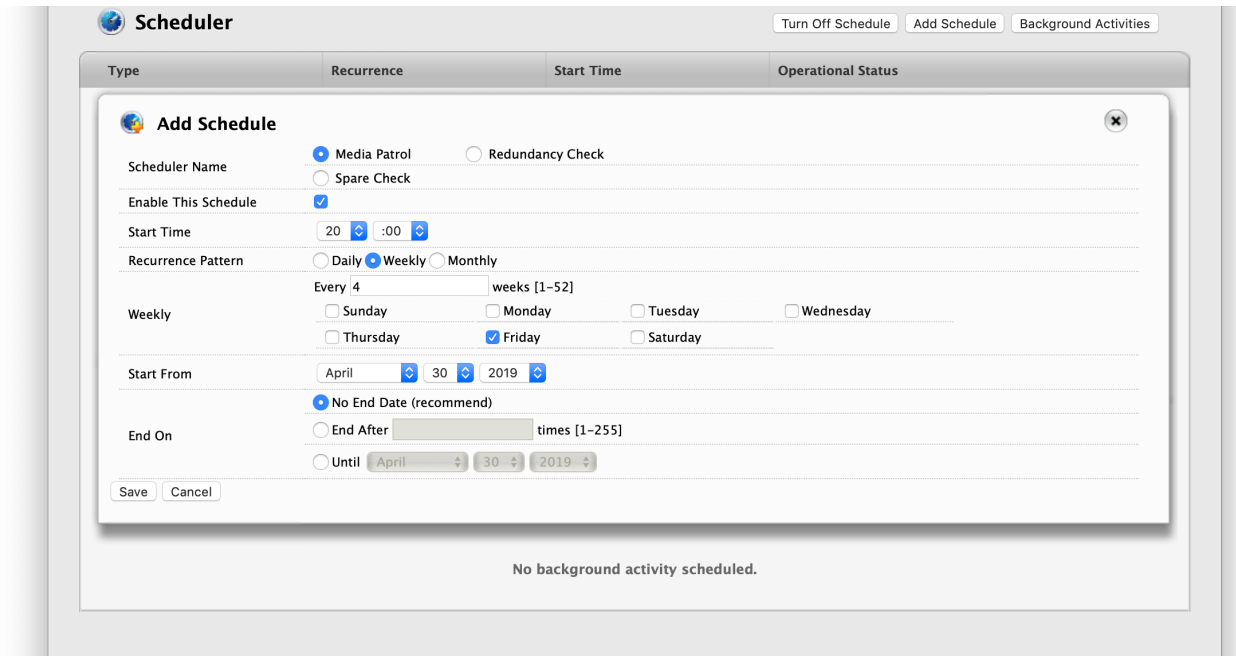 Scheduler Turn Off Schedule Add Schedule Background Activities
Type Recurrence Start Time Operational Status
Add Schedule
Media Patrol Redundancy Check
Scheduler Name
Spare Check
Enable This Schedule
Start Time 20 :00
Recurrence Pattern Daily Weekly Monthly
Every 4 weeks [1-52]
Sunday Monday Tuesday Wednesday
Weekly
Thursday Friday Saturday
Start From April 30 2019
No End Date (recommend)
End On End After times [1-255]
Until April 30 2019
Save Cancel
No background activity scheduled.